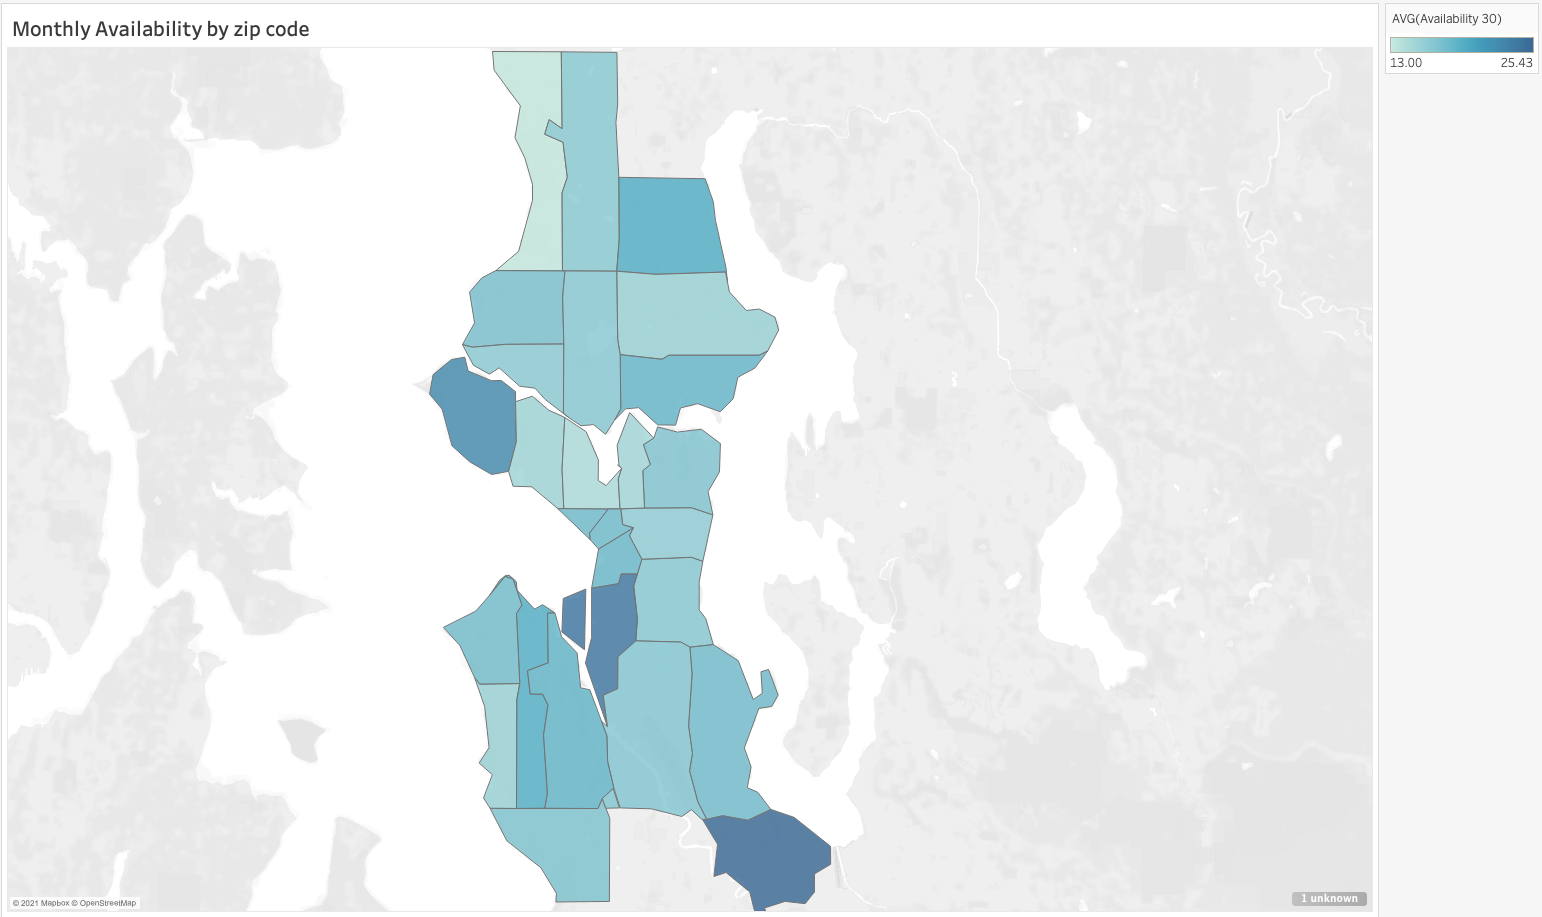 Monthly Availability by zip code
AVG(Availability 30)
13.00 25.43
© 2021 Mapbox © OpenStreetMap
1 unknown